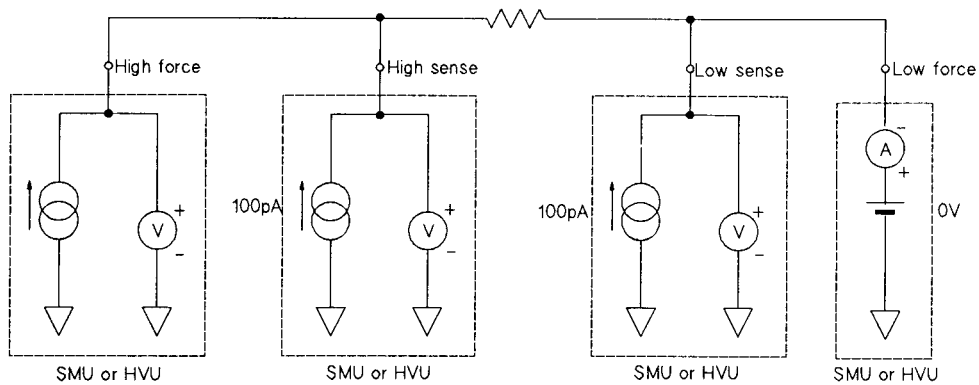 High force
High sense
Low sense
Low force
A
-
+
100pA
V
+
-
100pA
V
+
-
V
+
-
0V
SMU or HVU
SMU or HVU
SMU or HVU
SMU or HVU